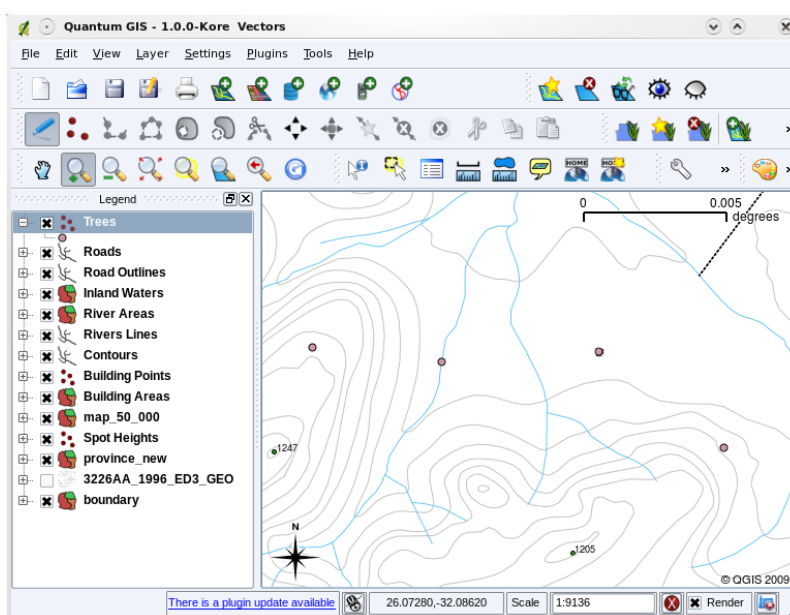 Quantum GIS - 1.0.0-Kore Vectors
File Edit View Layer Settings Plugins Tools Help
HOME HOME
» »
»
Legend
Trees
Roads
Road Outlines
Inland Waters
River Areas
Rivers Lines
Contours
Building Points
Building Areas
map_50_000
Spot Heights
province_new
3226AA_1996_ED3_GEO
boundary
0 0.005
degrees
1247
1205
N
© QGIS 2009
There is a plugin update available 26.07280,-32.08620 Scale 1:9136 Render